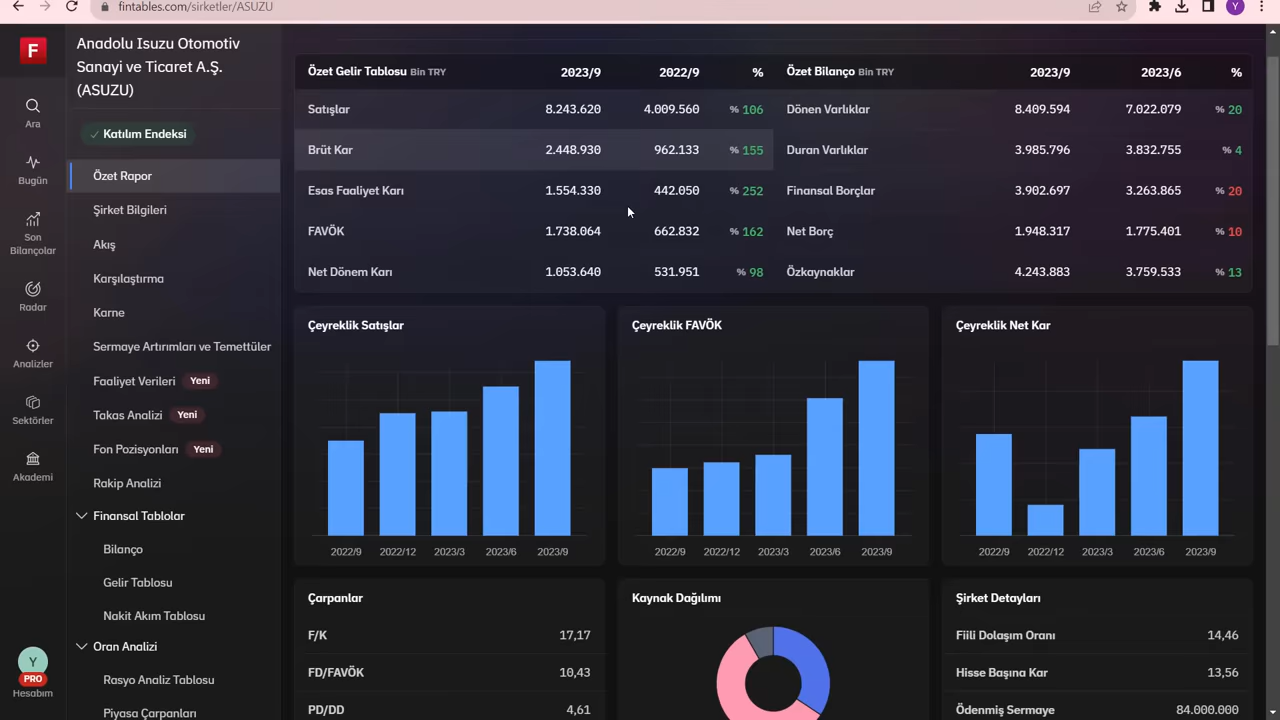 fintables.com/sirketler/ASUZU
Y
F
Ara
Bugün
Son
Bilançolar
Radar
Analizler
Sektörler
Akademi
Y
PRO
Hesabım
Anadolu Isuzu Otomotiv
Sanayi ve Ticaret A.Ş.
(ASUZU)
Katılım Endeksi
Özet Rapor
Şirket Bilgileri
Akış
Karşılaştırma
Karne
Sermaye Artırımları ve Temettüler
Faaliyet Verileri Yeni
Takas Analizi Yeni
Fon Pozisyonları Yeni
Rakip Analizi
Finansal Tablolar
Bilanço
Gelir Tablosu
Nakit Akım Tablosu
Oran Analizi
Rasyo Analiz Tablosu
Piyasa Çarpanları
Özet Gelir Tablosu Bin TRY 2023/9 2022/9 %
Satışlar 8.243.620 4.009.560 % 106
Brüt Kar 2.448.930 962.133 % 155
Esas Faaliyet Karı 1.554.330 442.050 % 252
FAVÖK 1.738.064 662.832 % 162
Net Dönem Karı 1.053.640 531.951 % 98
Özet Bilanço Bin TRY 2023/9 2023/6 %
Dönen Varlıklar 8.409.594 7.022.079 % 20
Duran Varlıklar 3.985.796 3.832.755 % 4
Finansal Borçlar 3.902.697 3.263.865 % 20
Net Borç 1.948.317 1.775.401 % 10
Özkaynaklar 4.243.883 3.759.533 % 13
Çeyreklik Satışlar
2022/9 2022/12 2023/3 2023/6 2023/9
Çeyreklik FAVÖK
2022/9 2022/12 2023/3 2023/6 2023/9
Çeyreklik Net Kar
2022/9 2022/12 2023/3 2023/6 2023/9
Çarpanlar
F/K 17,17
FD/FAVÖK 10,43
PD/DD 4,61
Kaynak Dağılımı
Şirket Detayları
Fiili Dolaşım Oranı 14,46
Hisse Başına Kar 13,56
Ödenmiş Sermaye 84.000.000